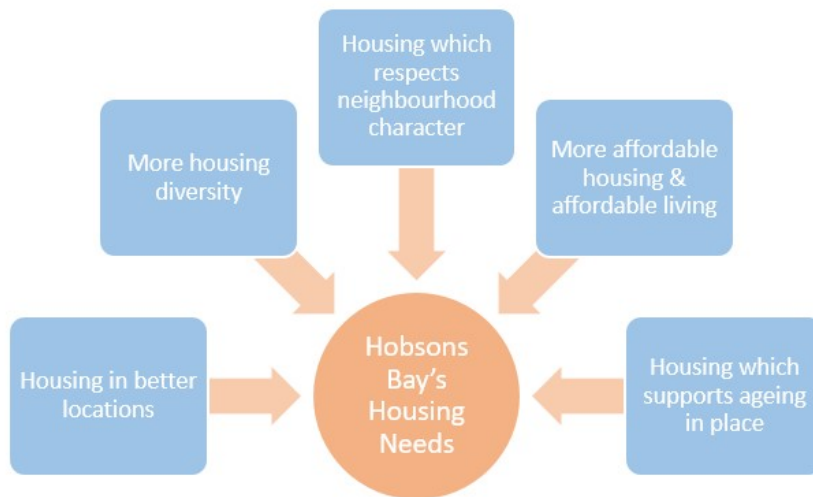 Housing which
respects
neighbourhood
character
More housing
diversity
More affordable
housing &
affordable living
Housing in better
locations
Hobsons
Bay’s
Housing
Needs
Housing which
supports ageing
in place